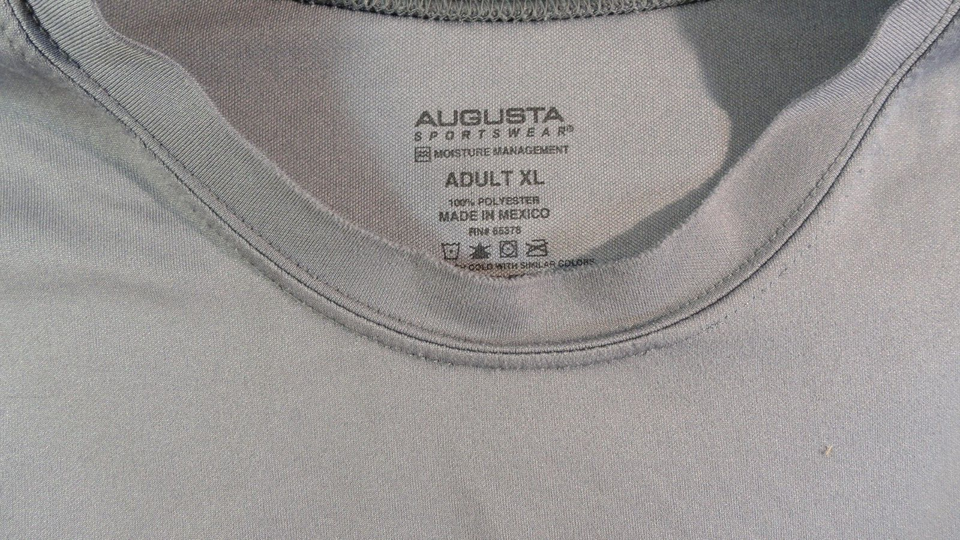 AUGUSTA
SPORTSWEAR®
MOISTURE MANAGEMENT
ADULT XL
100% POLYESTER
MADE IN MEXICO
RN# 65378
COLD WITH SIMILAR COLORS